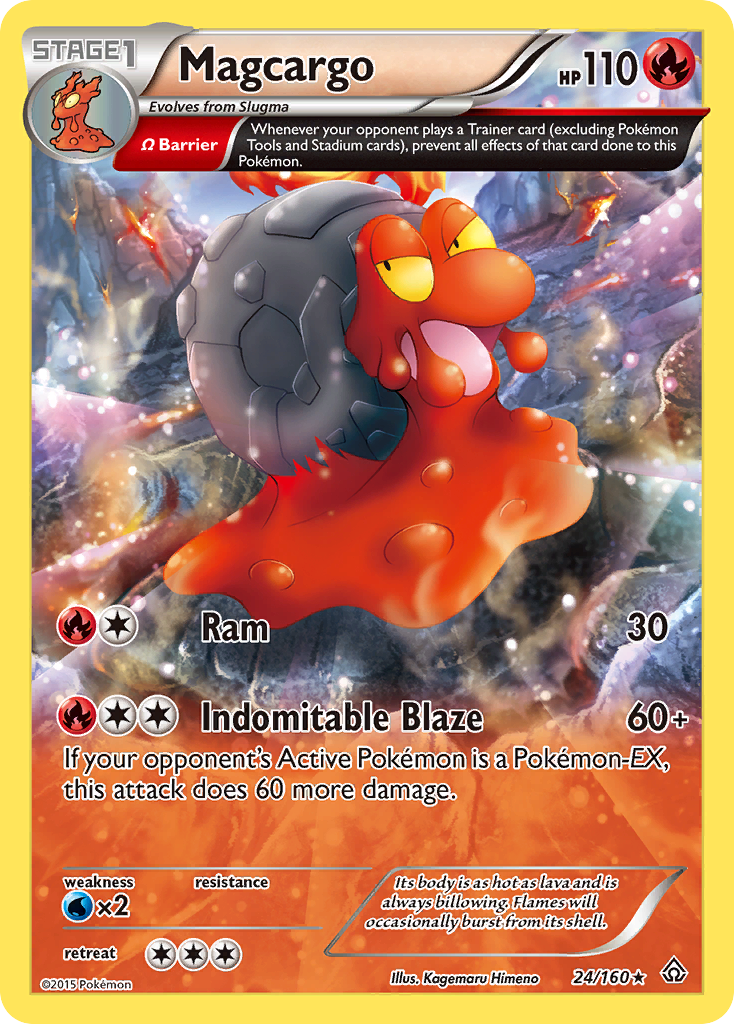 STAGE1
Magcargo
HP110
Evolves from Slugma
Ω Barrier
Whenever your opponent plays a Trainer card (excluding Pokémon
Tools and Stadium cards), prevent all effects of that card done to this
Pokémon.
Ram 30
Indomitable Blaze 60+
If your opponent's Active Pokémon is a Pokémon-EX,
this attack does 60 more damage.
weakness resistance
×2
retreat
Its body is as hot as lava and is
always billowing. Flames will
occasionally burst from its shell.
©2015 Pokémon
Illus. Kagemaru Himeno
24/160★